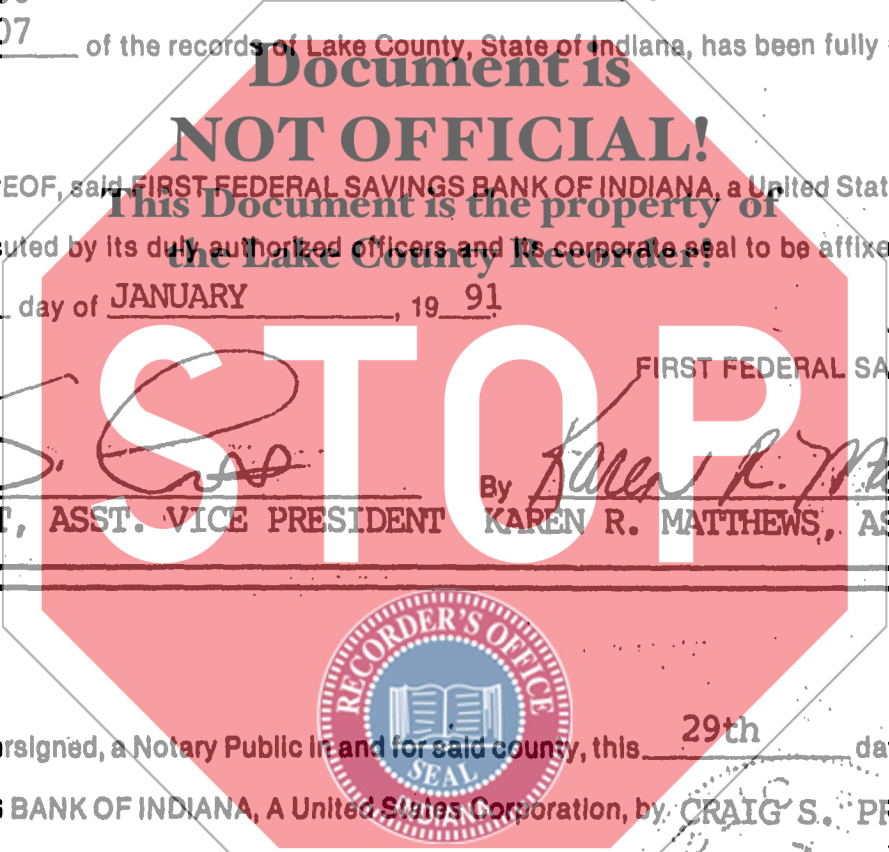 07 of the records of Lake County, State of Indiana, has been fully
Document is
NOT OFFICIAL!
EOF, said FIRST FEDERAL SAVINGS BANK OF INDIANA, a United Stat
This Document is the property of
uted by its duly authorized officers and its corporate seal to be affixe
the Lake County Recorder!
day of JANUARY, 19 91.
STOP
FIRST FEDERAL SA
By Karen R. Ma
T, ASST. VICE PRESIDENT KAREN R. MATTHEWS, AS
RECORDER'S OFFICE
SEAL
INDIANA
rsigned, a Notary Public in and for said county, this 29th da
BANK OF INDIANA, A United States Corporation, by CRAIG S. PR